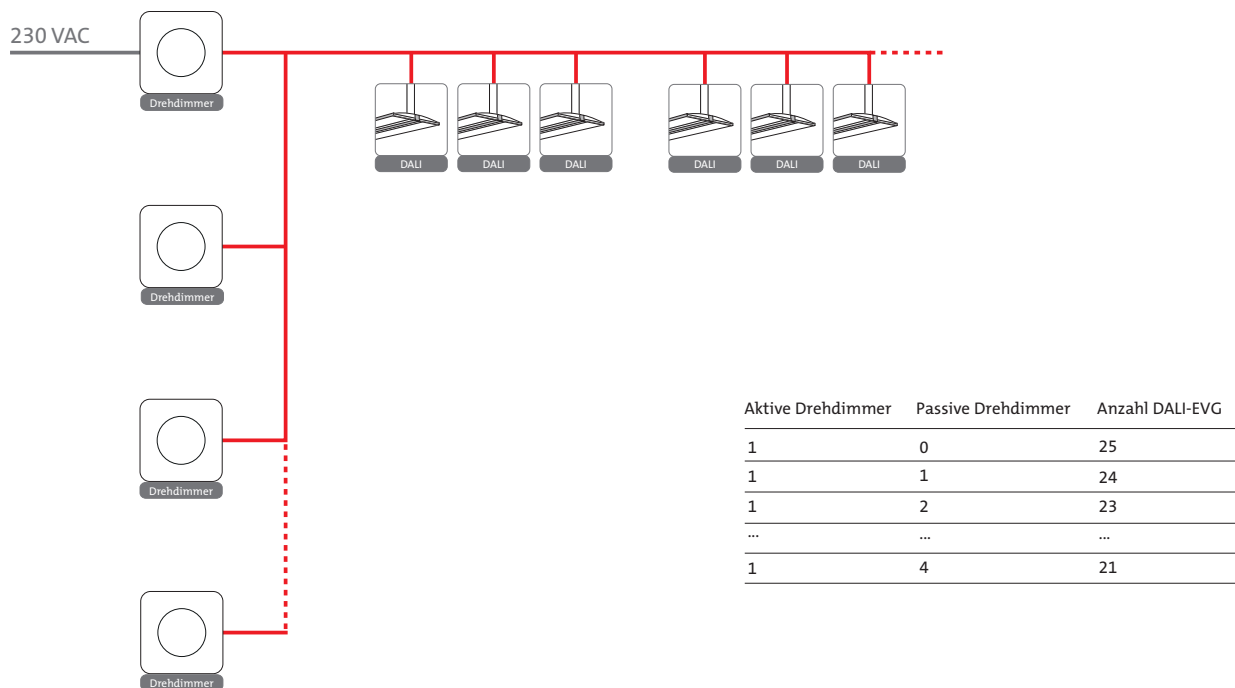 230 VAC
Drehdimmer
DALI DALI DALI DALI DALI DALI
Drehdimmer
Aktive Drehdimmer Passive Drehdimmer Anzahl DALI-EVG
1 0 25
1 1 24
1 2 23
... ... ...
1 4 21
Drehdimmer
Drehdimmer